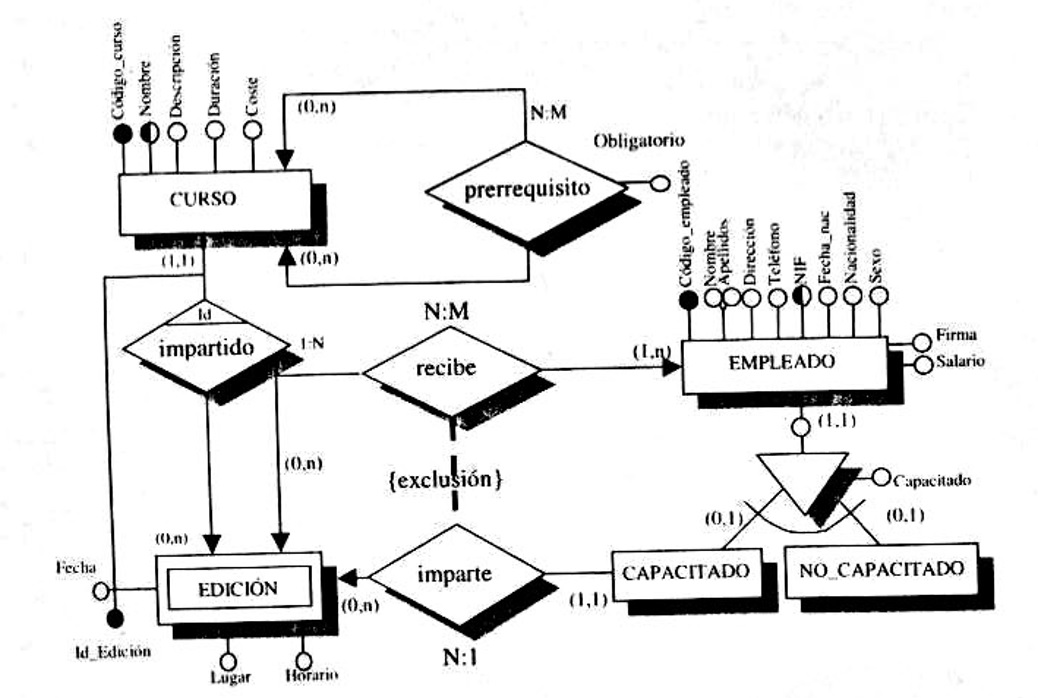 Código_curso
Nombre
Descripción
Duración
Coste
(0,n)
N:M
Obligatorio
prerrequisito
CURSO
(1,1)
(0,n)
Código_empleado
Nombre
Apellidos
Dirección
Teléfono
NIF
Fecha_nac
Nacionalidad
Sexo
N:M
Id
impartido
1:N
recibe
(1,n)
EMPLEADO
Firma
Salario
(1,1)
(0,n)
{exclusión}
Capacitado
(0,1)
(0,1)
(0,n)
Fecha
EDICIÓN
(0,n)
imparte
(1,1)
CAPACITADO
NO_CAPACITADO
Id_Edición
Lugar
Horario
N:1